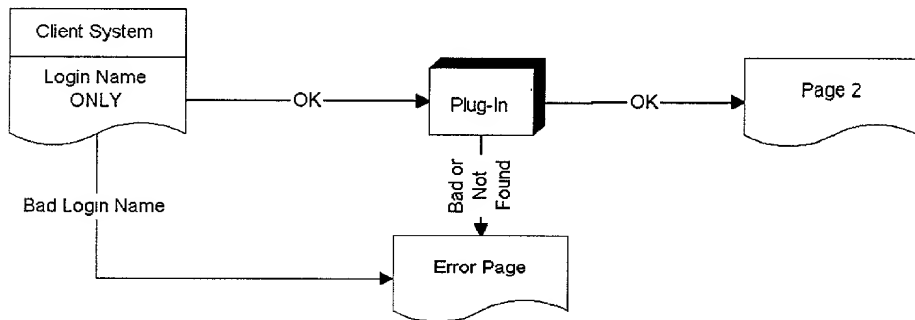 Client System
Login Name
ONLY
OK
Plug-In
OK
Page 2
Bad or
Not
Found
Bad Login Name
Error Page